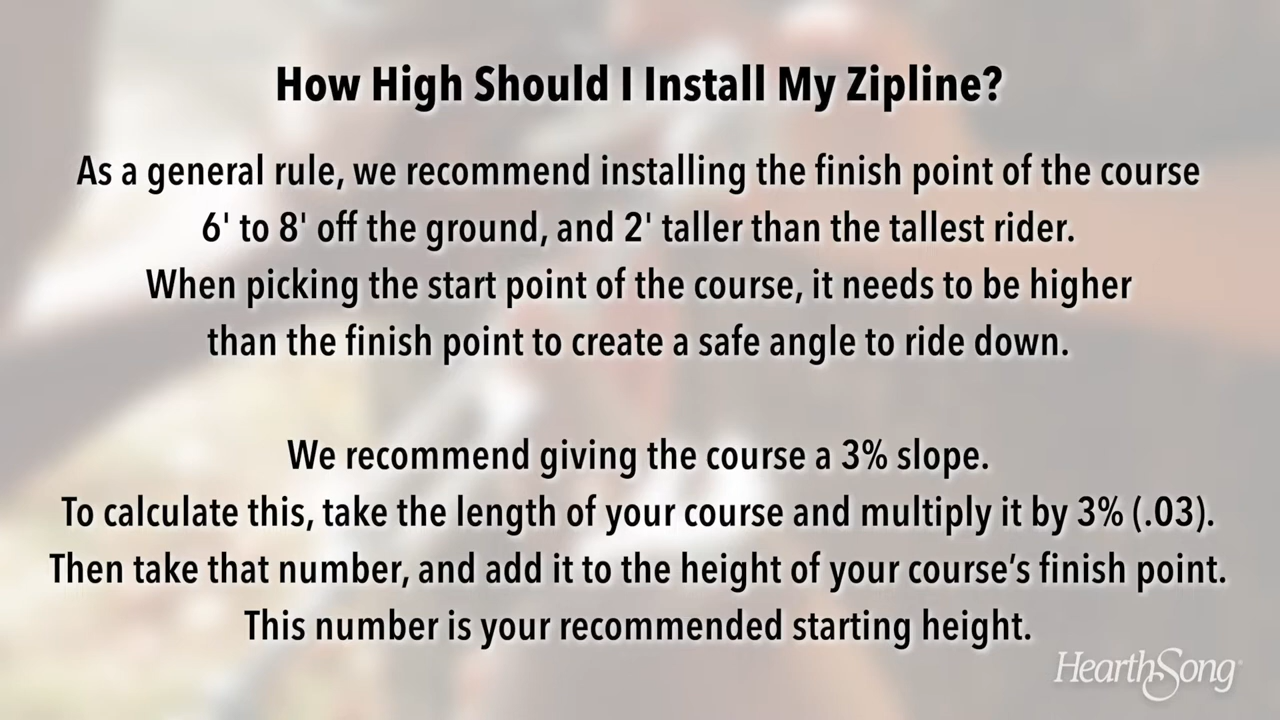 How High Should I Install My Zipline?
As a general rule, we recommend installing the finish point of the course
6' to 8' off the ground, and 2' taller than the tallest rider.
When picking the start point of the course, it needs to be higher
than the finish point to create a safe angle to ride down.
We recommend giving the course a 3% slope.
To calculate this, take the length of your course and multiply it by 3% (.03).
Then take that number, and add it to the height of your course’s finish point.
This number is your recommended starting height.
HearthSong